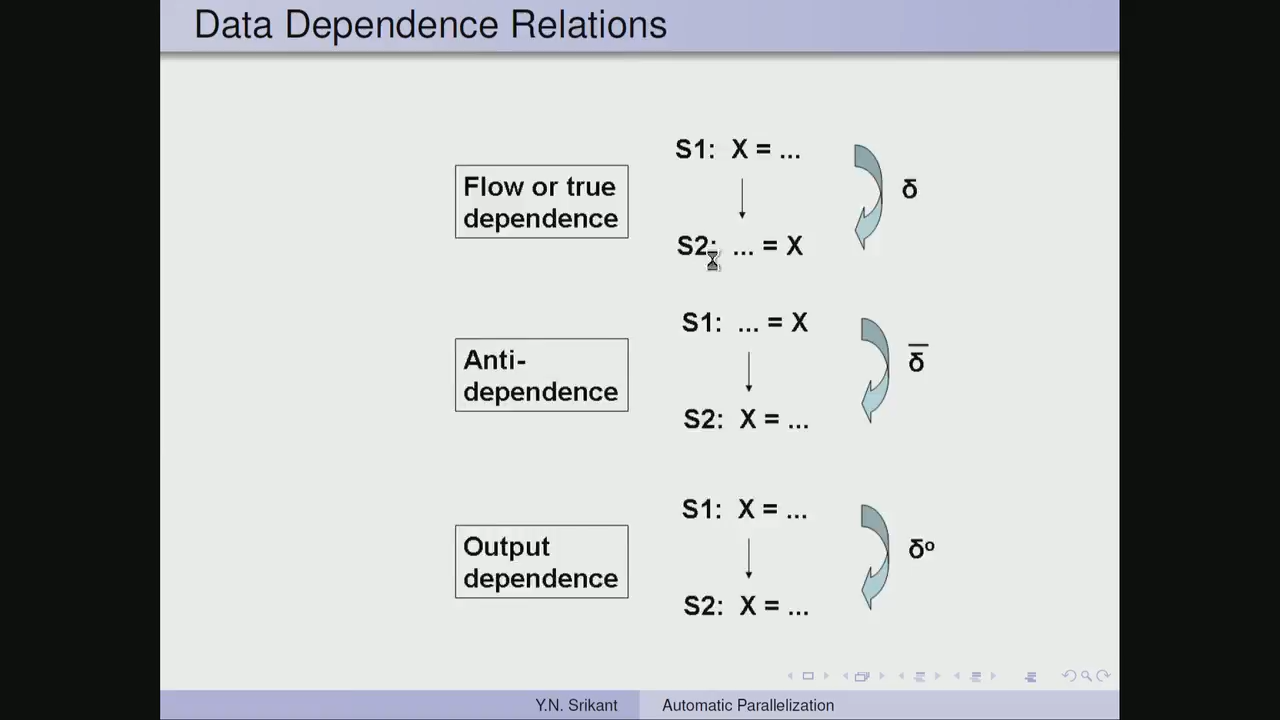 Data Dependence Relations
Flow or true
dependence
S1: X = ...
S2: ... = X
δ
Anti-
dependence
S1: ... = X
S2: X = ...
δ̅
Output
dependence
S1: X = ...
S2: X = ...
δᵒ
Y.N. Srikant
Automatic Parallelization